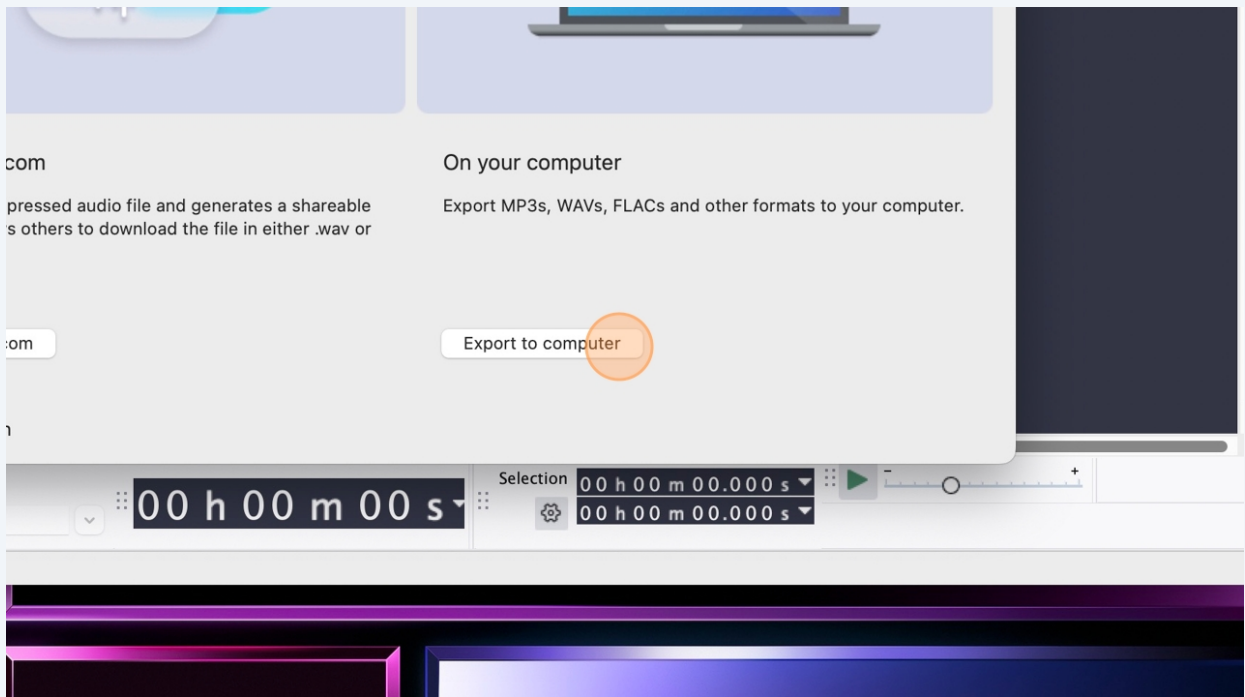 com
On your computer
pressed audio file and generates a shareable
Export MP3s, WAVs, FLACs and other formats to your computer.
s others to download the file in either .wav or
com
Export to computer
Selection
00 h 00 m 00.000 s
- +
00 h 00 m 00 s
00 h 00 m 00.000 s